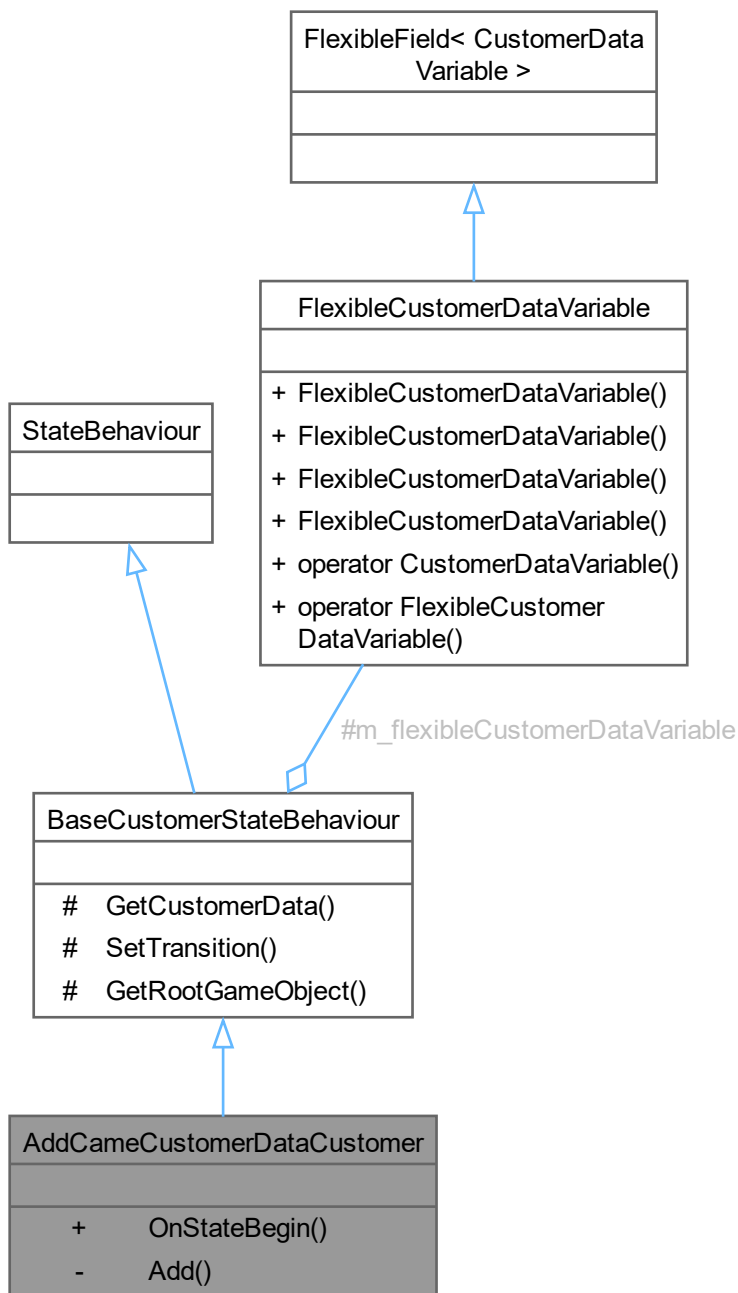 FlexibleField< CustomerData
Variable >
FlexibleCustomerDataVariable
+ FlexibleCustomerDataVariable()
+ FlexibleCustomerDataVariable()
+ FlexibleCustomerDataVariable()
+ FlexibleCustomerDataVariable()
+ operator CustomerDataVariable()
+ operator FlexibleCustomer
DataVariable()
StateBehaviour
#m_flexibleCustomerDataVariable
BaseCustomerStateBehaviour
# GetCustomerData()
# SetTransition()
# GetRootGameObject()
AddCameCustomerDataCustomer
+ OnStateBegin()
- Add()